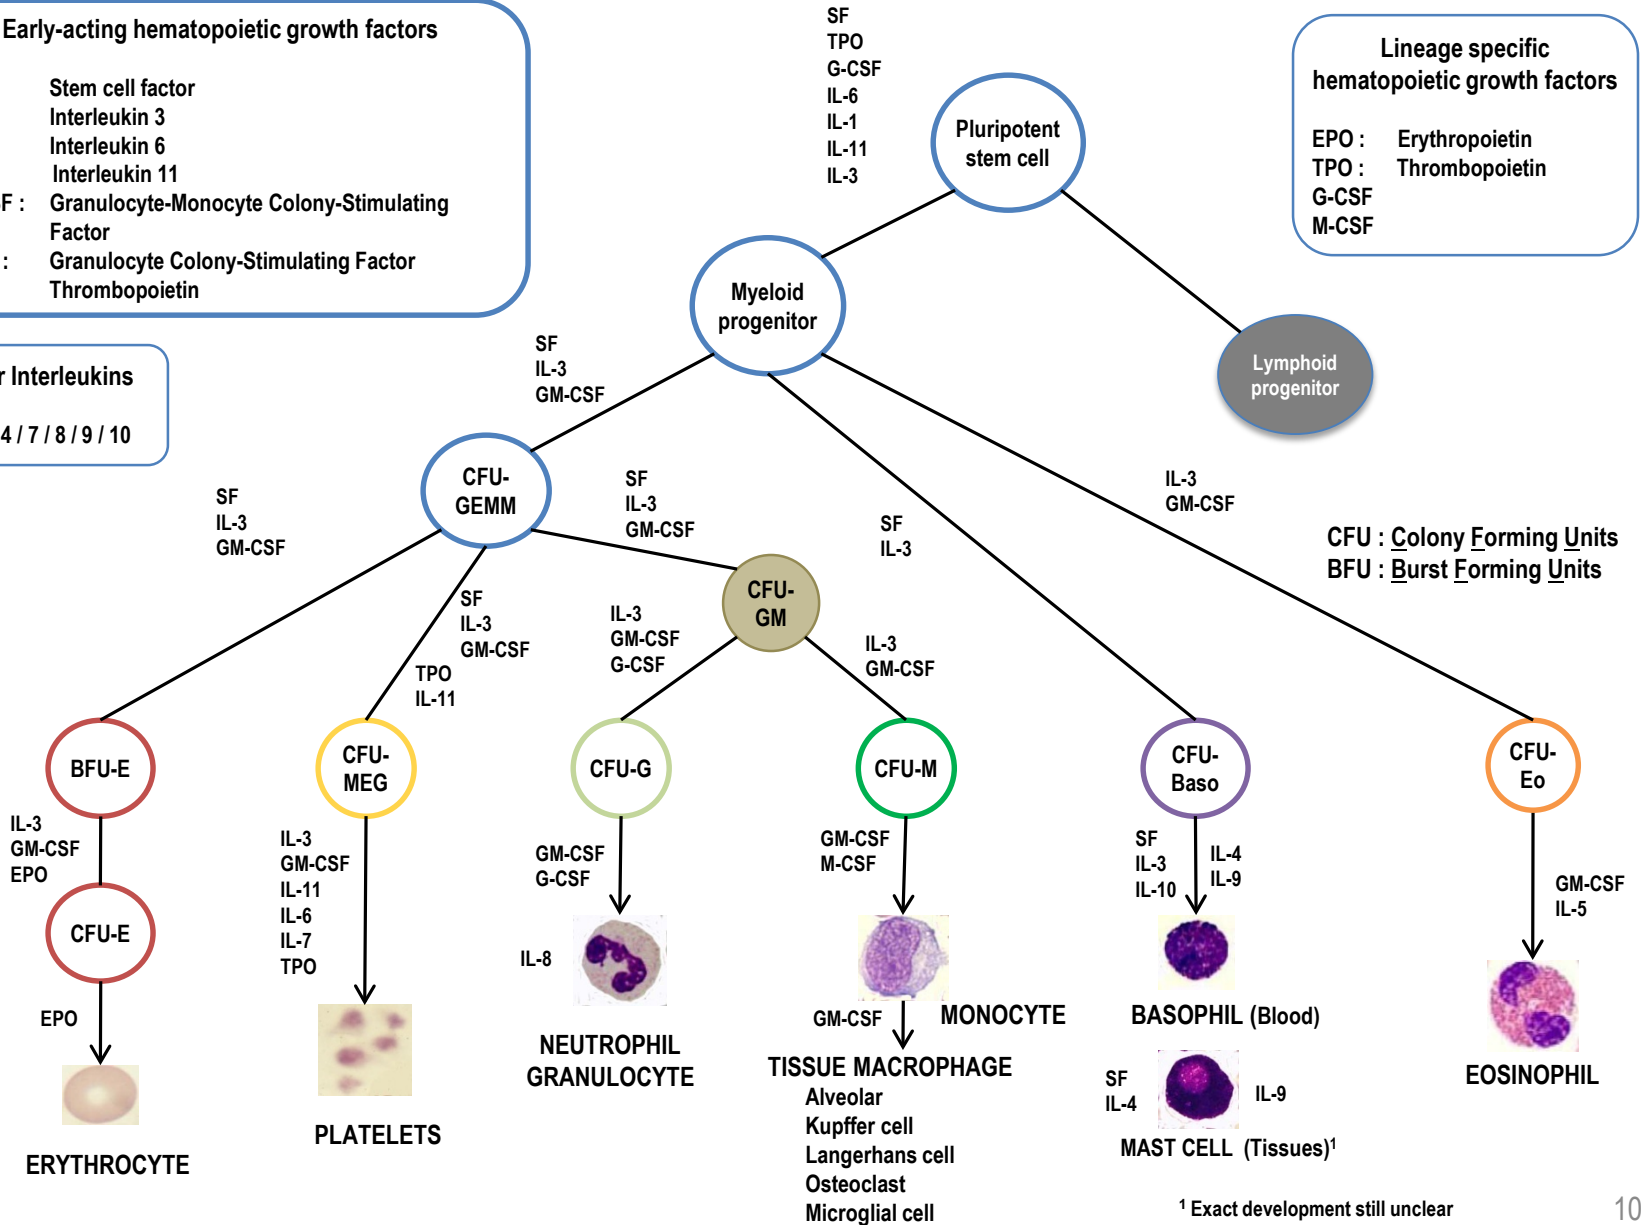 Early-acting hematopoietic growth factors
Stem cell factor
Interleukin 3
Interleukin 6
Interleukin 11
F : Granulocyte-Monocyte Colony-Stimulating
Factor
: Granulocyte Colony-Stimulating Factor
Thrombopoietin
r Interleukins
4 / 7 / 8 / 9 / 10
SF
TPO
G-CSF
IL-6
IL-1
IL-11
IL-3
Pluripotent
stem cell
Lineage specific
hematopoietic growth factors
EPO : Erythropoietin
TPO : Thrombopoietin
G-CSF
M-CSF
Myeloid
progenitor
Lymphoid
progenitor
SF
IL-3
GM-CSF
CFU-
GEMM
SF
IL-3
GM-CSF
SF
IL-3
GM-CSF
SF
IL-3
IL-3
GM-CSF
CFU : Colony Forming Units
BFU : Burst Forming Units
CFU-
GM
SF
IL-3
GM-CSF
TPO
IL-11
IL-3
GM-CSF
G-CSF
IL-3
GM-CSF
BFU-E
CFU-
MEG
CFU-G
CFU-M
CFU-
Baso
CFU-
Eo
IL-3
GM-CSF
EPO
CFU-E
EPO
ERYTHROCYTE
IL-3
GM-CSF
IL-11
IL-6
IL-7
TPO
PLATELETS
GM-CSF
G-CSF
IL-8
NEUTROPHIL
GRANULOCYTE
GM-CSF
M-CSF
MONOCYTE
GM-CSF
TISSUE MACROPHAGE
Alveolar
Kupffer cell
Langerhans cell
Osteoclast
Microglial cell
SF
IL-3
IL-10
IL-4
IL-9
BASOPHIL (Blood)
SF
IL-4
IL-9
MAST CELL (Tissues)¹
GM-CSF
IL-5
EOSINOPHIL
¹ Exact development still unclear
10